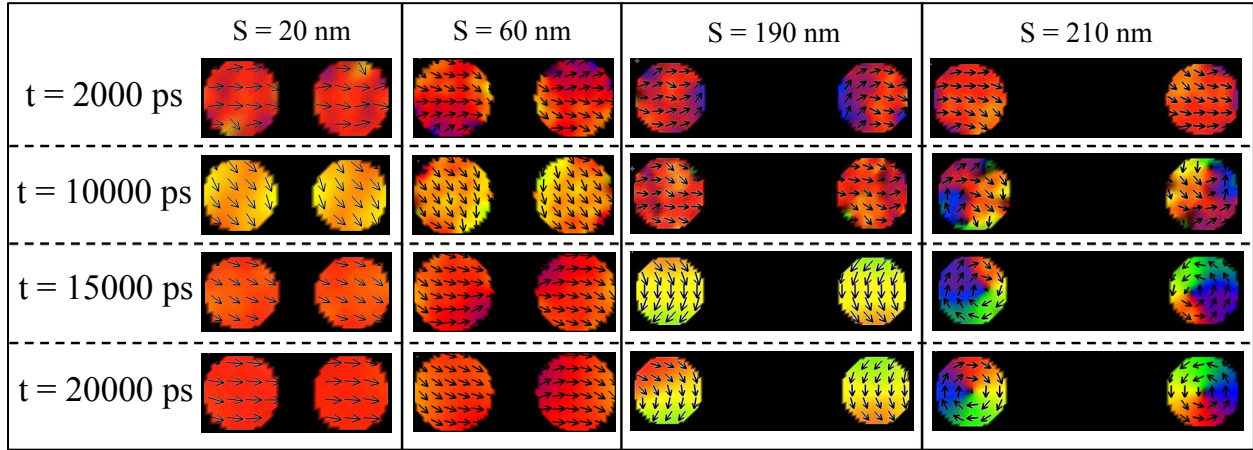 S = 20 nm S = 60 nm S = 190 nm S = 210 nm
t = 2000 ps
t = 10000 ps
t = 15000 ps
t = 20000 ps